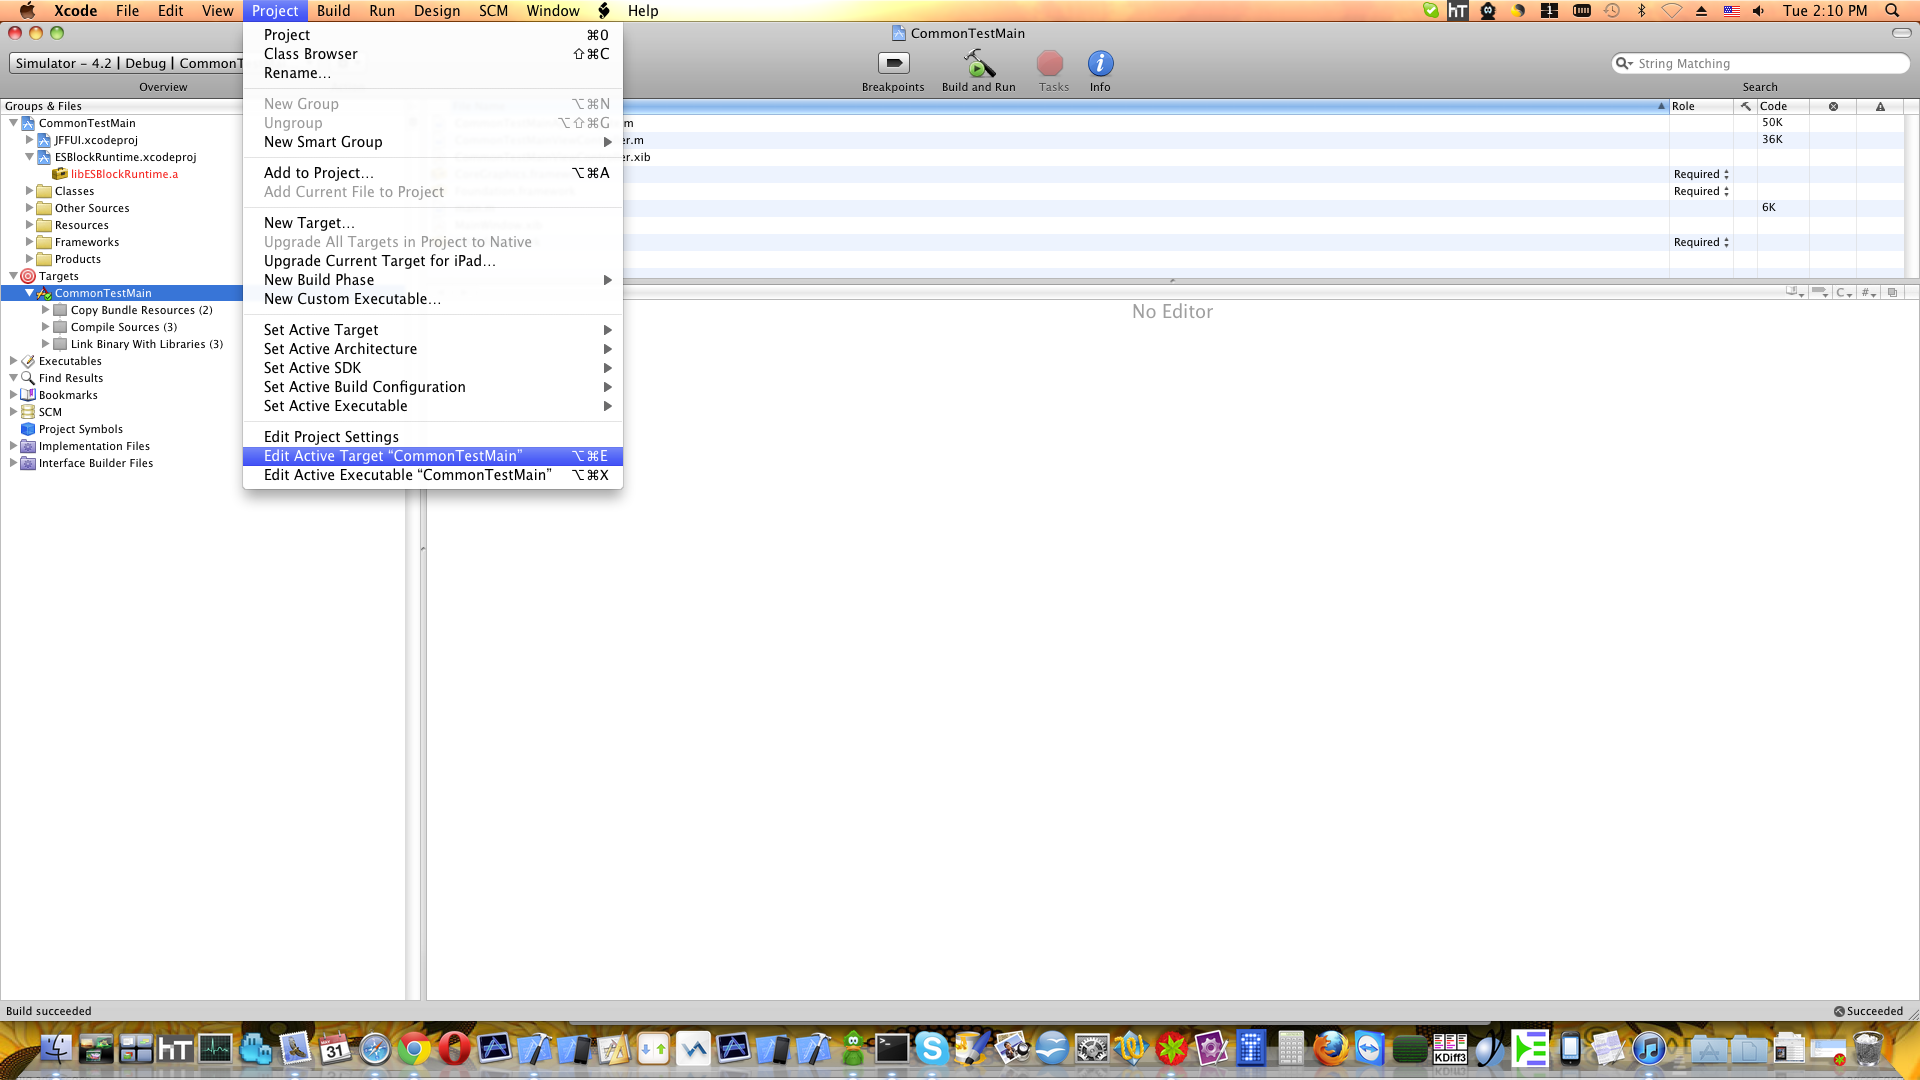 Xcode File Edit View Project Build Run Design SCM Window Help
hT 1 Tue 2:10 PM
CommonTestMain
Simulator – 4.2 | Debug | CommonT
Overview
Breakpoints Build and Run Tasks Info
String Matching
Search
Project ⌘0
Class Browser ⇧⌘C
Rename…
New Group ⌥⌘N
Ungroup ⌥⇧⌘G
New Smart Group
Add to Project… ⌥⌘A
Add Current File to Project
New Target…
Upgrade All Targets in Project to Native
Upgrade Current Target for iPad…
New Build Phase
New Custom Executable…
Set Active Target
Set Active Architecture
Set Active SDK
Set Active Build Configuration
Set Active Executable
Edit Project Settings
Edit Active Target “CommonTestMain” ⌥⌘E
Edit Active Executable “CommonTestMain” ⌥⌘X
Groups & Files
CommonTestMain
JFFUI.xcodeproj
ESBlockRuntime.xcodeproj
libESBlockRuntime.a
Classes
Other Sources
Resources
Frameworks
Products
Targets
CommonTestMain
Copy Bundle Resources (2)
Compile Sources (3)
Link Binary With Libraries (3)
Executables
Find Results
Bookmarks
SCM
Project Symbols
Implementation Files
Interface Builder Files
Role Code
m 50K
er.m 36K
er.xib
Required
Required
6K
Required
C #
No Editor
Build succeeded Succeeded
hT
31
KDiff3